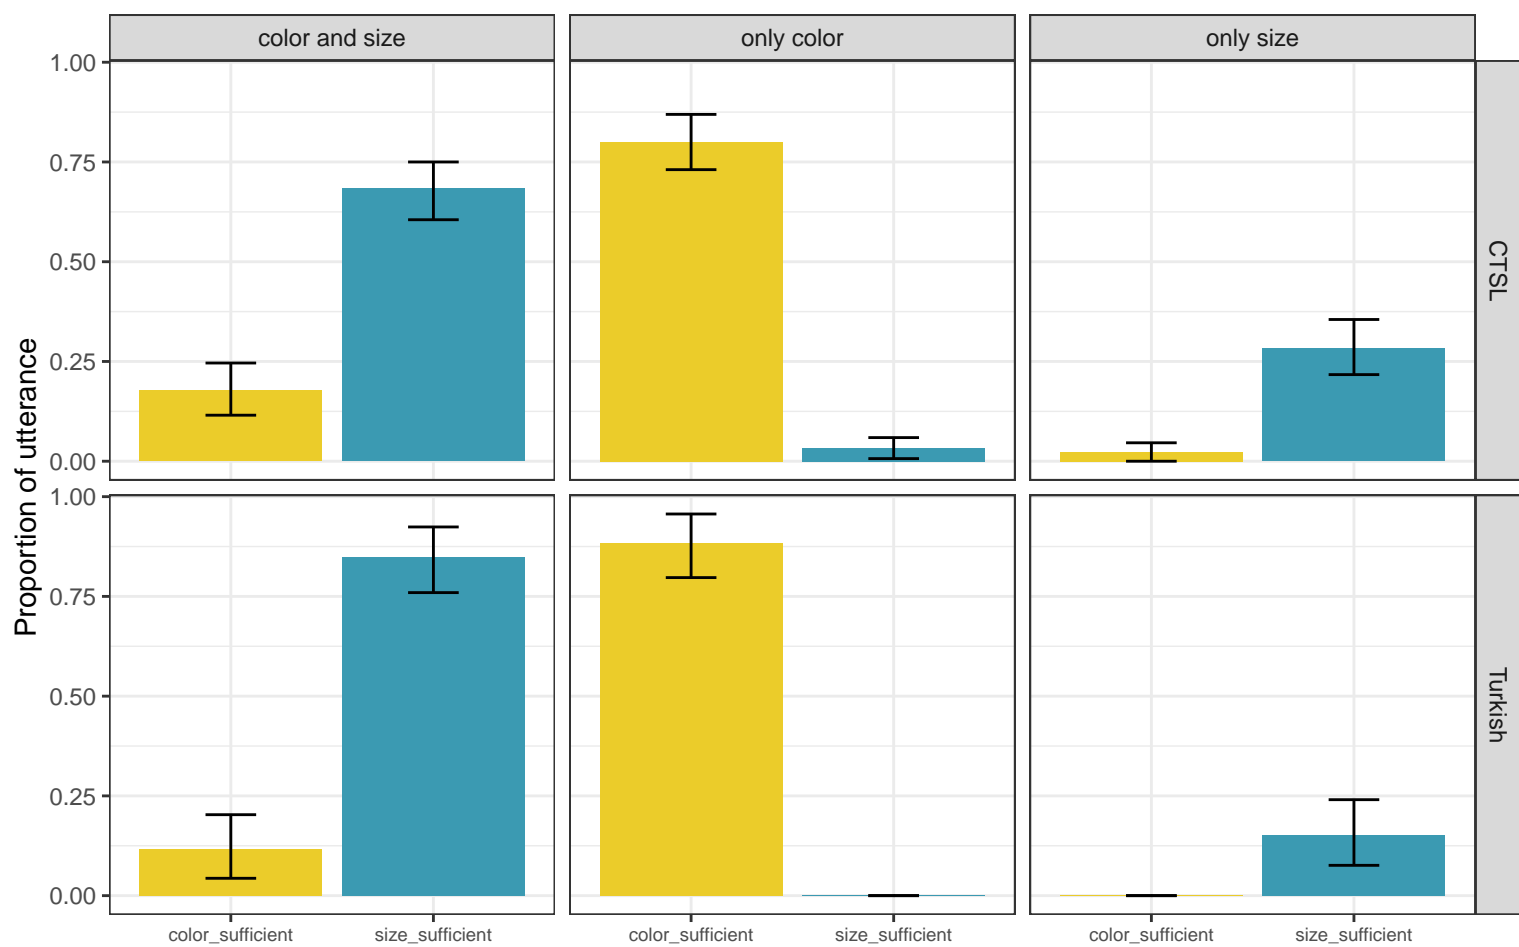 color and size
only color
only size
Proportion of utterance
1.00
0.75
0.50
0.25
0.00
CTSL
1.00
0.75
0.50
0.25
0.00
Turkish
color_sufficient
size_sufficient
color_sufficient
size_sufficient
color_sufficient
size_sufficient